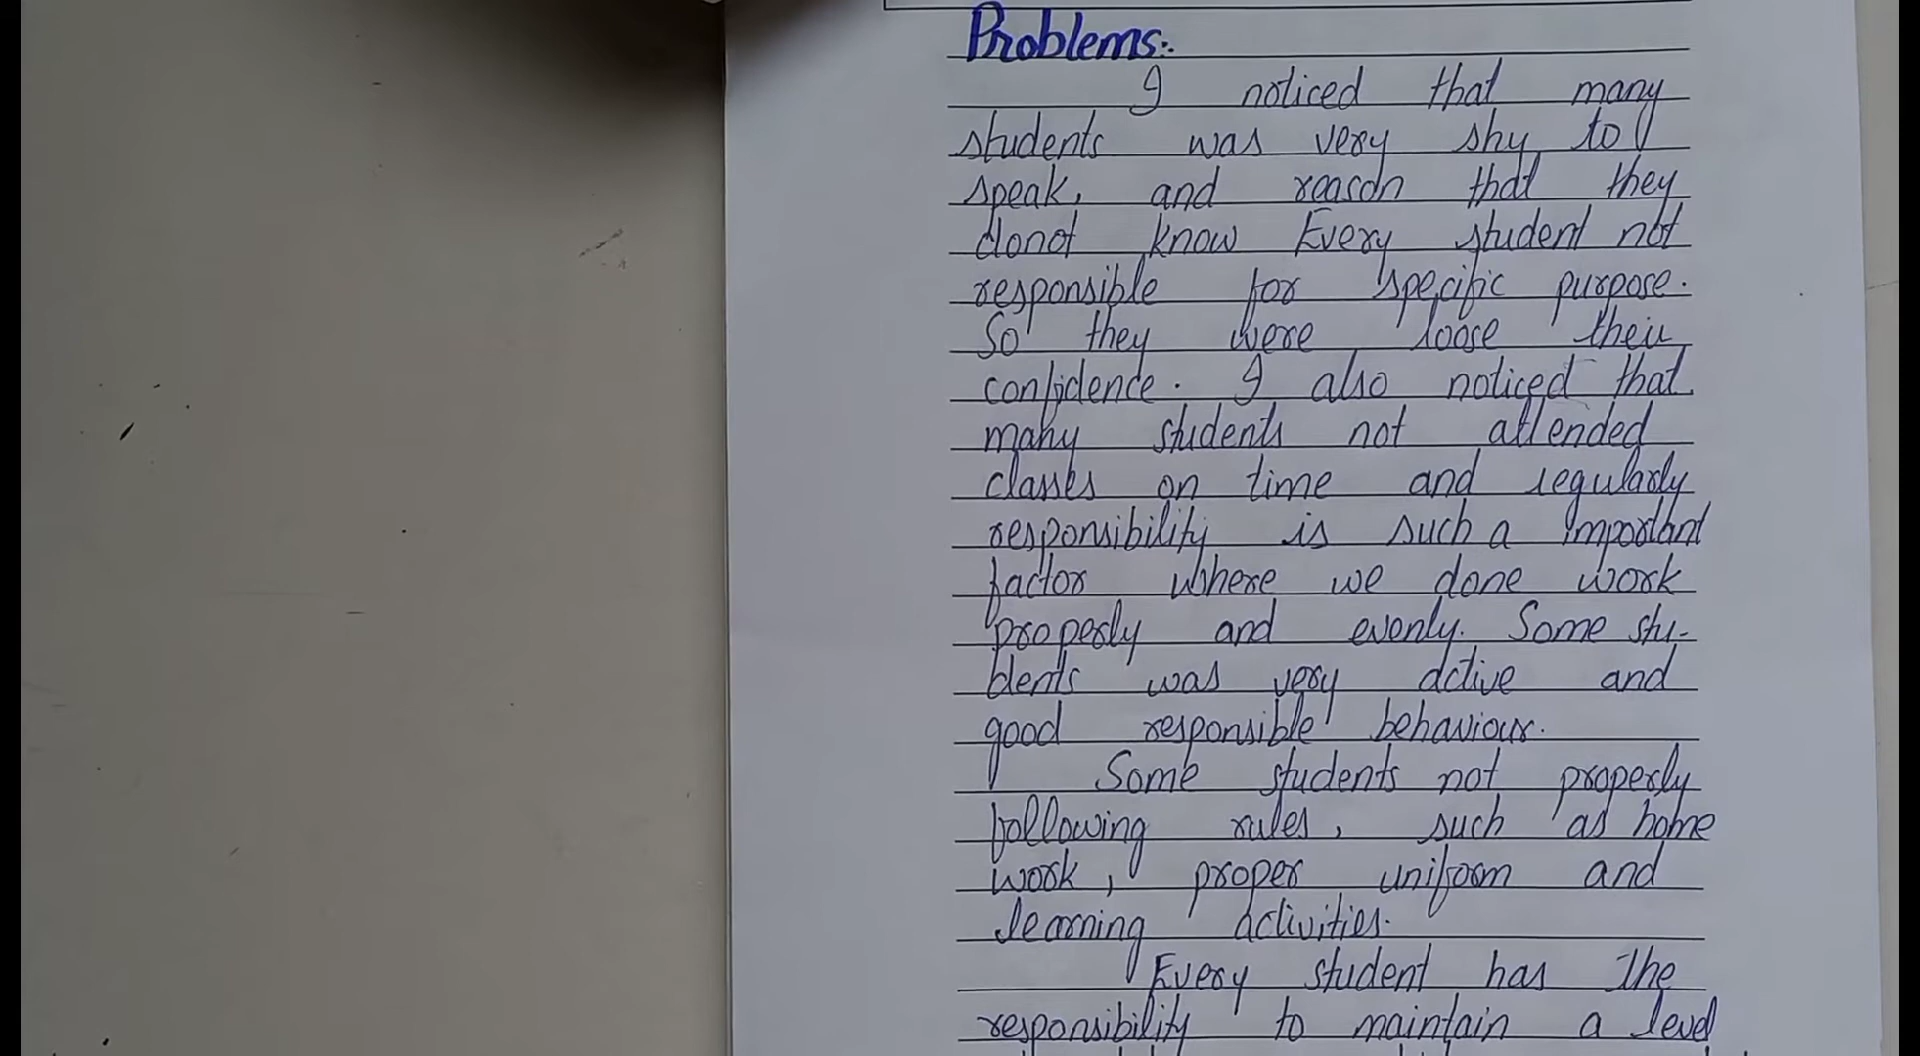 Problems:
I noticed that many
students was very shy to
speak, and reason that they
donot know Every student not
responsible for specific purpose.
So they were loose their
confidence. I also noticed that
many students not attended
classes on time and regularly
responsibility is such a important
factor where we done work
properly and evenly. Some stu-
dents was very active and
good responsible behaviour.
Some students not properly
following rules, such as home
work, proper uniform and
learning activities.
Every student has the
responsibility to maintain a level